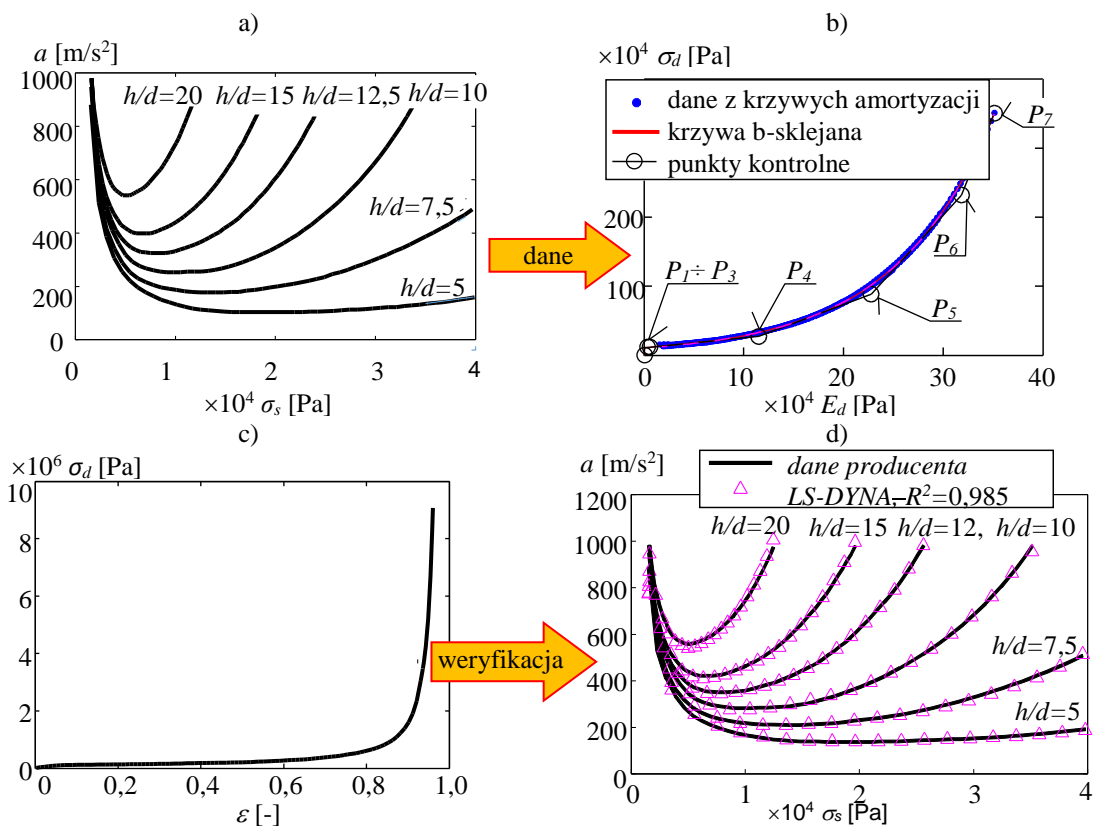 a)
a [m/s²]
1000
800
600
400
200
0
h/d=20
h/d=15
h/d=12,5
h/d=10
h/d=7,5
h/d=5
0
1
2
3
4
×10⁴ σₛ [Pa]
dane
b)
×10⁴ σ_d [Pa]
dane z krzywych amortyzacji
krzywa b-sklejana
punkty kontrolne
P₇
200
P₆
P₁÷ P₃
P₄
100
P₅
0
10
20
30
40
×10⁴ E_d [Pa]
c)
×10⁶ σ_d [Pa]
10
8
6
4
2
0
0
0,2
0,4
0,6
0,8
1,0
ε [-]
weryfikacja
d)
a [m/s²]
dane producenta
LS-DYNA, R²=0,985
1200
1000
800
600
400
200
0
h/d=20
h/d=15
h/d=12,
h/d=10
h/d=7,5
h/d=5
0
1
2
3
4
×10⁴ σs [Pa]